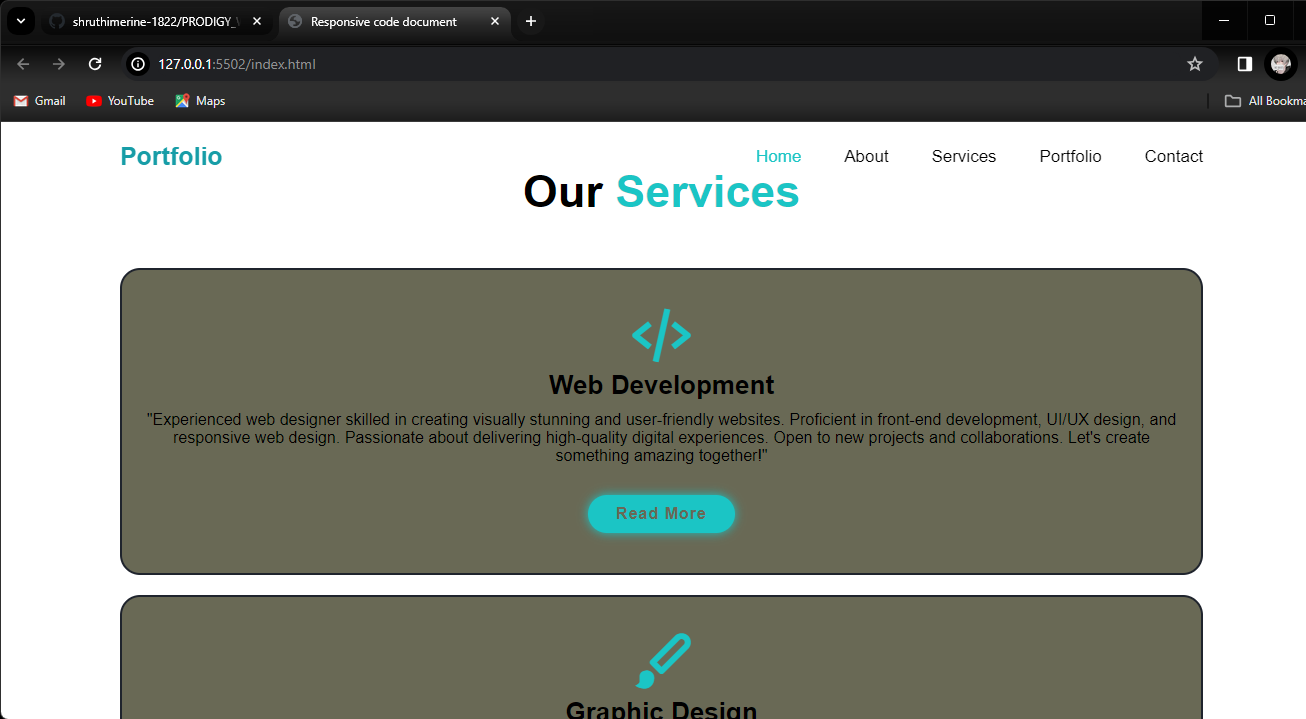 shruthimerine-1822/PRODIGY_
Responsive code document
127.0.0.1:5502/index.html
Gmail
YouTube
Maps
All Bookma
Portfolio
Home
About
Services
Portfolio
Contact
Our Services
</>
Web Development
"Experienced web designer skilled in creating visually stunning and user-friendly websites. Proficient in front-end development, UI/UX design, and
responsive web design. Passionate about delivering high-quality digital experiences. Open to new projects and collaborations. Let's create
something amazing together!"
Read More
Graphic Design